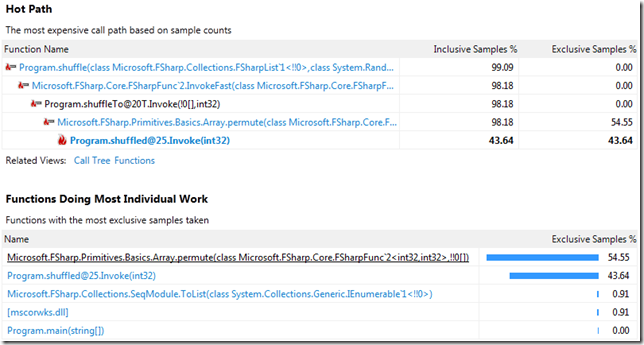 Hot Path
The most expensive call path based on sample counts
Function Name Inclusive Samples % Exclusive Samples %
Program.shuffle(class Microsoft.FSharp.Collections.FSharpList`1<!!0>,class System.Rand... 99.09 0.00
Microsoft.FSharp.Core.FSharpFunc`2.InvokeFast(class Microsoft.FSharp.Core.FSharpF... 98.18 0.00
Program.shuffleTo@20T.Invoke(!0[],int32) 98.18 0.00
Microsoft.FSharp.Primitives.Basics.Array.permute(class Microsoft.FSharp.Core.F... 98.18 54.55
Program.shuffled@25.Invoke(int32) 43.64 43.64
Related Views: Call Tree Functions
Functions Doing Most Individual Work
Functions with the most exclusive samples taken
Name Exclusive Samples %
Microsoft.FSharp.Primitives.Basics.Array.permute(class Microsoft.FSharp.Core.FSharpFunc`2<int32,int32>,!!0[]) 54.55
Program.shuffled@25.Invoke(int32) 43.64
Microsoft.FSharp.Collections.SeqModule.ToList(class System.Collections.Generic.IEnumerable`1<!!0>) 0.91
[mscorwks.dll] 0.91
Program.main(string[]) 0.00